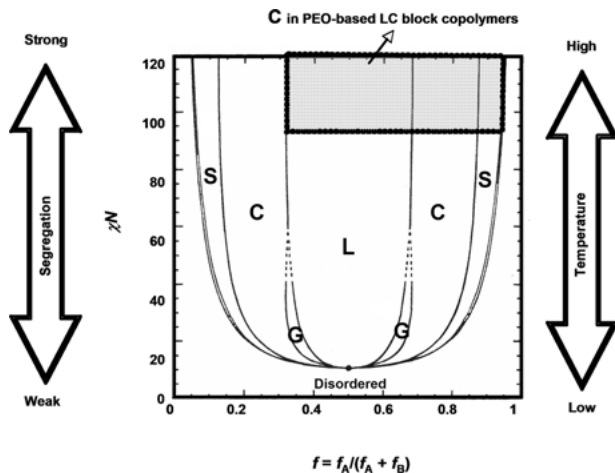 C in PEO-based LC block copolymers
Strong
High
120
100
80
60
40
20
0
χN
Segregation
Temperature
S
C
L
C
S
G
G
Disordered
Weak
Low
0 0.2 0.4 0.6 0.8 1
f = fA/(fA + fB)